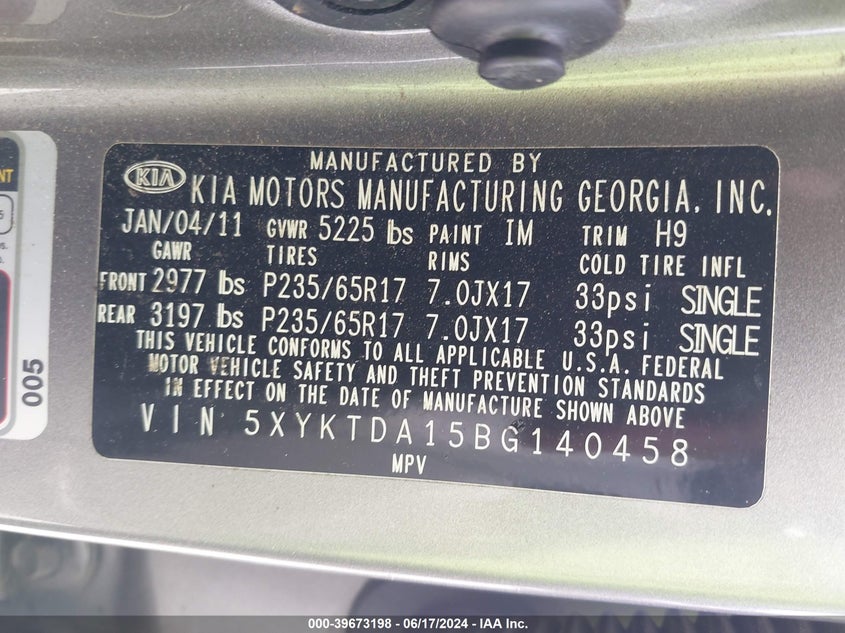 MANUFACTURED BY
KIA KIA MOTORS MANUFACTURING GEORGIA, INC.
JAN/04/11 GVWR 5225 lbs PAINT IM TRIM H9
GAWR TIRES RIMS COLD TIRE INFL
FRONT 2977 lbs P235/65R17 7.0JX17 33psi SINGLE
REAR 3197 lbs P235/65R17 7.0JX17 33psi SINGLE
THIS VEHICLE CONFORMS TO ALL APPLICABLE U.S.A. FEDERAL
MOTOR VEHICLE SAFETY AND THEFT PREVENTION STANDARDS
IN EFFECT ON THE DATE OF MANUFACTURE SHOWN ABOVE
VIN 5XYKTDA15BG140458
MPV
NT
5
005
000-39673198 - 06/17/2024 - IAA Inc.